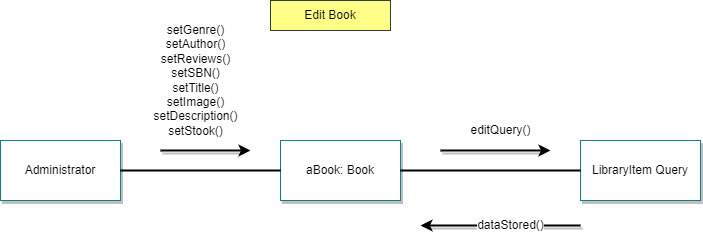 Edit Book
setGenre()
setAuthor()
setReviews()
setSBN()
setTitle()
setImage()
setDescription()
setStook()
editQuery()
Administrator
aBook: Book
LibraryItem Query
dataStored()